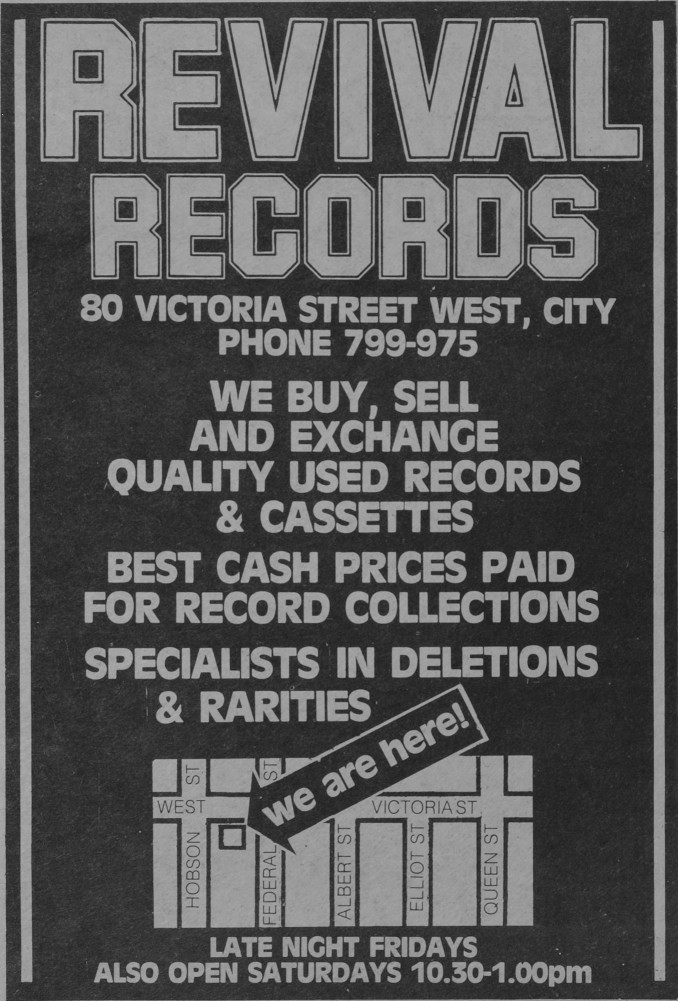 REVIVAL
RECORDS
80 VICTORIA STREET WEST, CITY
PHONE 799-975
WE BUY, SELL
AND EXCHANGE
QUALITY USED RECORDS
& CASSETTES
BEST CASH PRICES PAID
FOR RECORD COLLECTIONS
SPECIALISTS IN DELETIONS
& RARITIES
we are here!
WEST
VICTORIA ST
HOBSON ST
FEDERAL ST
ALBERT ST
ELLIOT ST
QUEEN ST
LATE NIGHT FRIDAYS
ALSO OPEN SATURDAYS 10.30-1.00pm